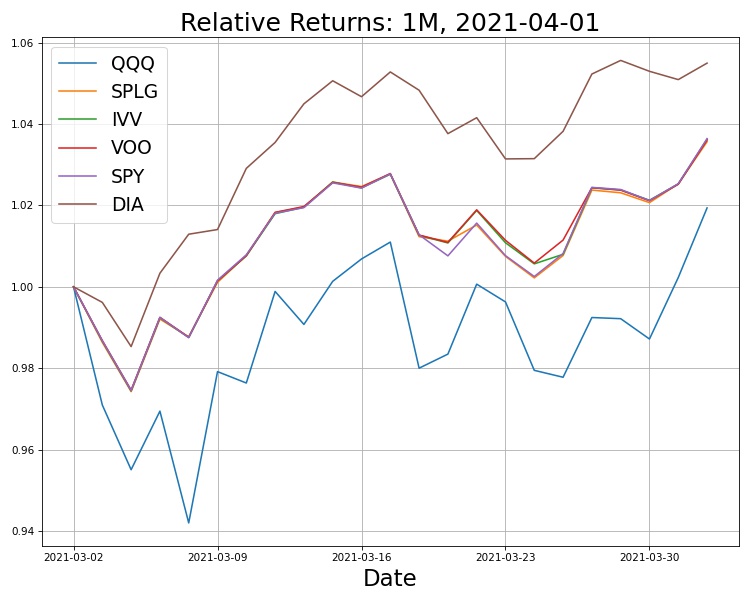 Relative Returns: 1M, 2021-04-01
1.06
1.04
1.02
1.00
0.98
0.96
0.94
QQQ
SPLG
IVV
VOO
SPY
DIA
2021-03-02
2021-03-09
2021-03-16
2021-03-23
2021-03-30
Date